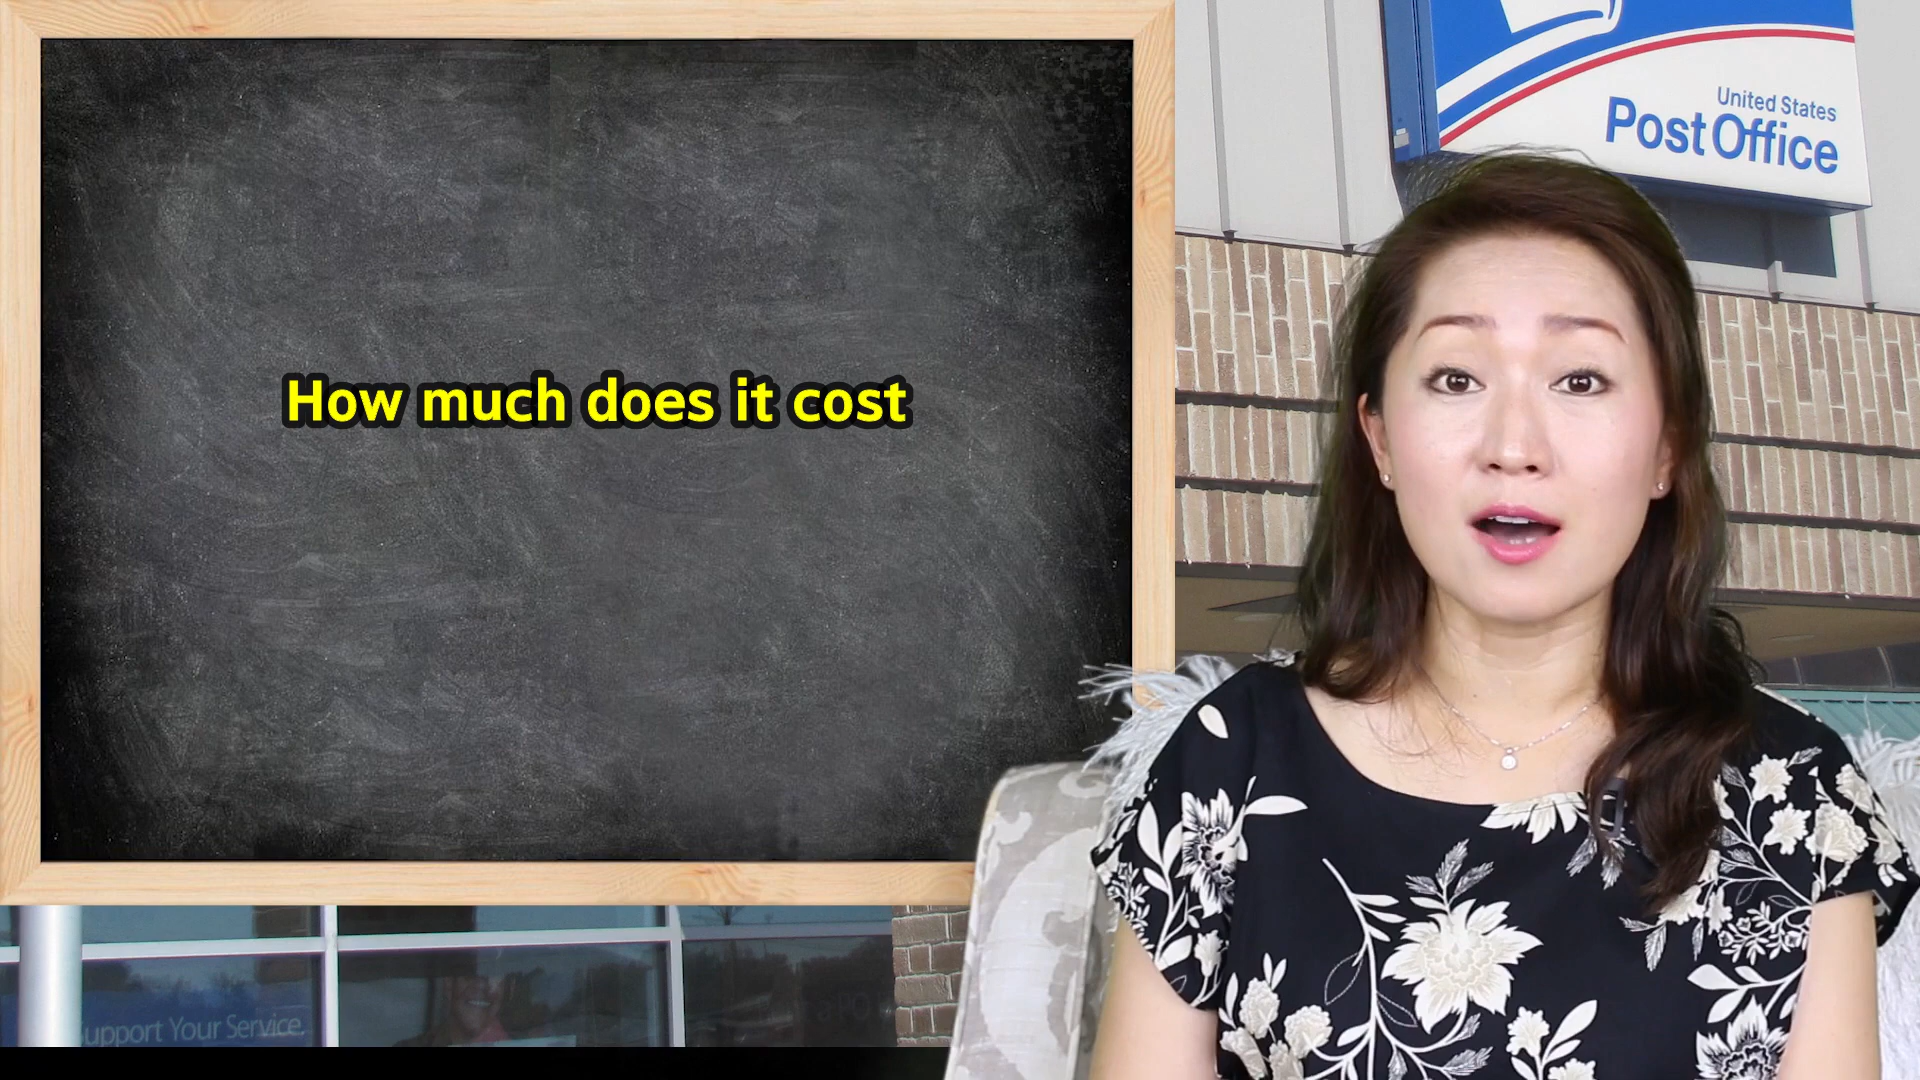 United States
Post Office
How much does it cost
upport Your Service.